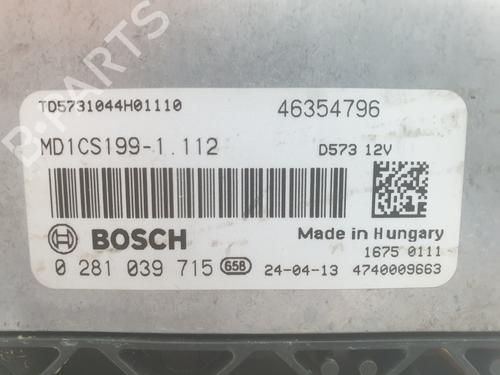 B-PARTS
TD5731044H01110 46354796
MD1CS199-1.112 D573 12V
BOSCH Made in Hungary
1675 0111
0 281 039 715 658 24-04-13 4740009663